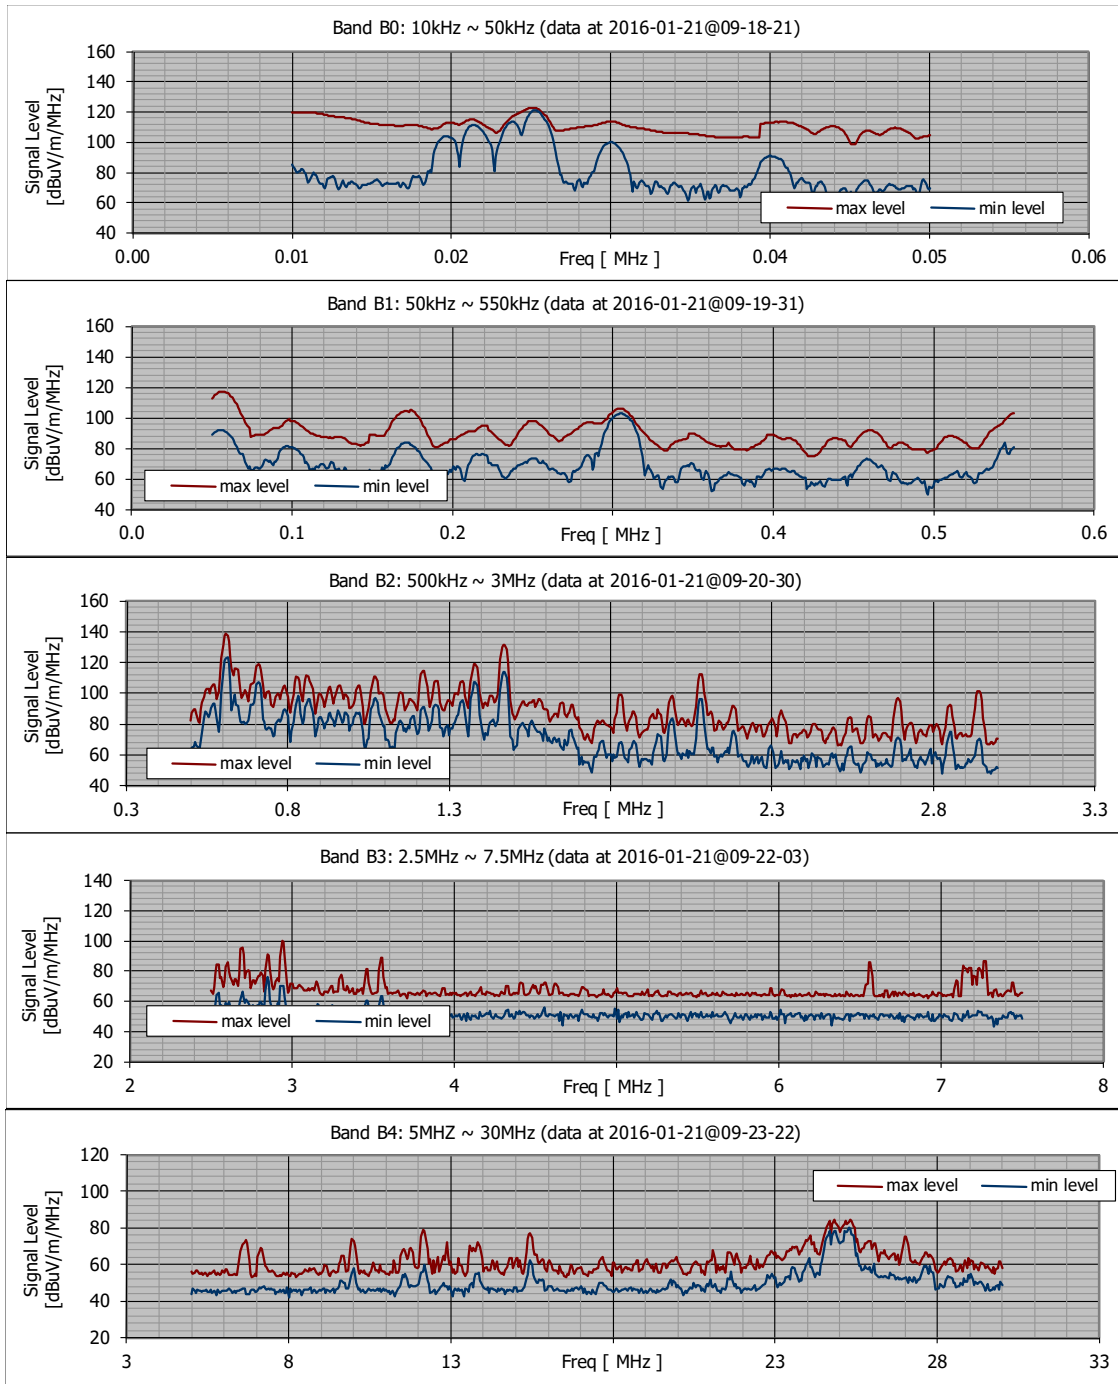 Band B0: 10kHz ~ 50kHz (data at 2016-01-21@09-18-21)
Signal Level
[dBuV/m/MHz]
160
140
120
100
80
60
40
max level min level
0.00 0.01 0.02 Freq [ MHz ] 0.04 0.05 0.06
Band B1: 50kHz ~ 550kHz (data at 2016-01-21@09-19-31)
Signal Level
[dBuV/m/MHz]
160
140
120
100
80
60
40
max level min level
0.0 0.1 0.2 Freq [ MHz ] 0.4 0.5 0.6
Band B2: 500kHz ~ 3MHz (data at 2016-01-21@09-20-30)
Signal Level
[dBuV/m/MHz]
160
140
120
100
80
60
40
max level min level
0.3 0.8 1.3 Freq [ MHz ] 2.3 2.8 3.3
Band B3: 2.5MHz ~ 7.5MHz (data at 2016-01-21@09-22-03)
Signal Level
[dBuV/m/MHz]
140
120
100
80
60
40
20
max level min level
2 3 4 Freq [ MHz ] 6 7 8
Band B4: 5MHZ ~ 30MHz (data at 2016-01-21@09-23-22)
Signal Level
[dBuV/m/MHz]
120
100
80
60
40
20
max level min level
3 8 13 Freq [ MHz ] 23 28 33